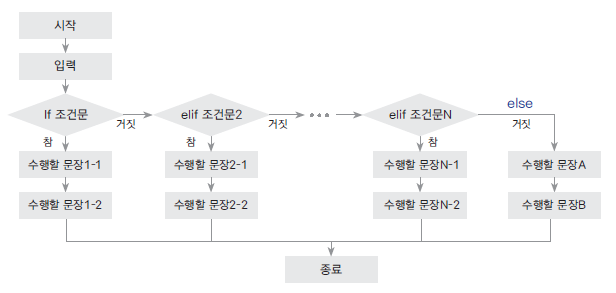 시작
입력
If 조건문
거짓
elif 조건문2
거짓
elif 조건문N
else
거짓
참
참
참
수행할 문장1-1
수행할 문장2-1
수행할 문장N-1
수행할 문장A
수행할 문장1-2
수행할 문장2-2
수행할 문장N-2
수행할 문장B
종료